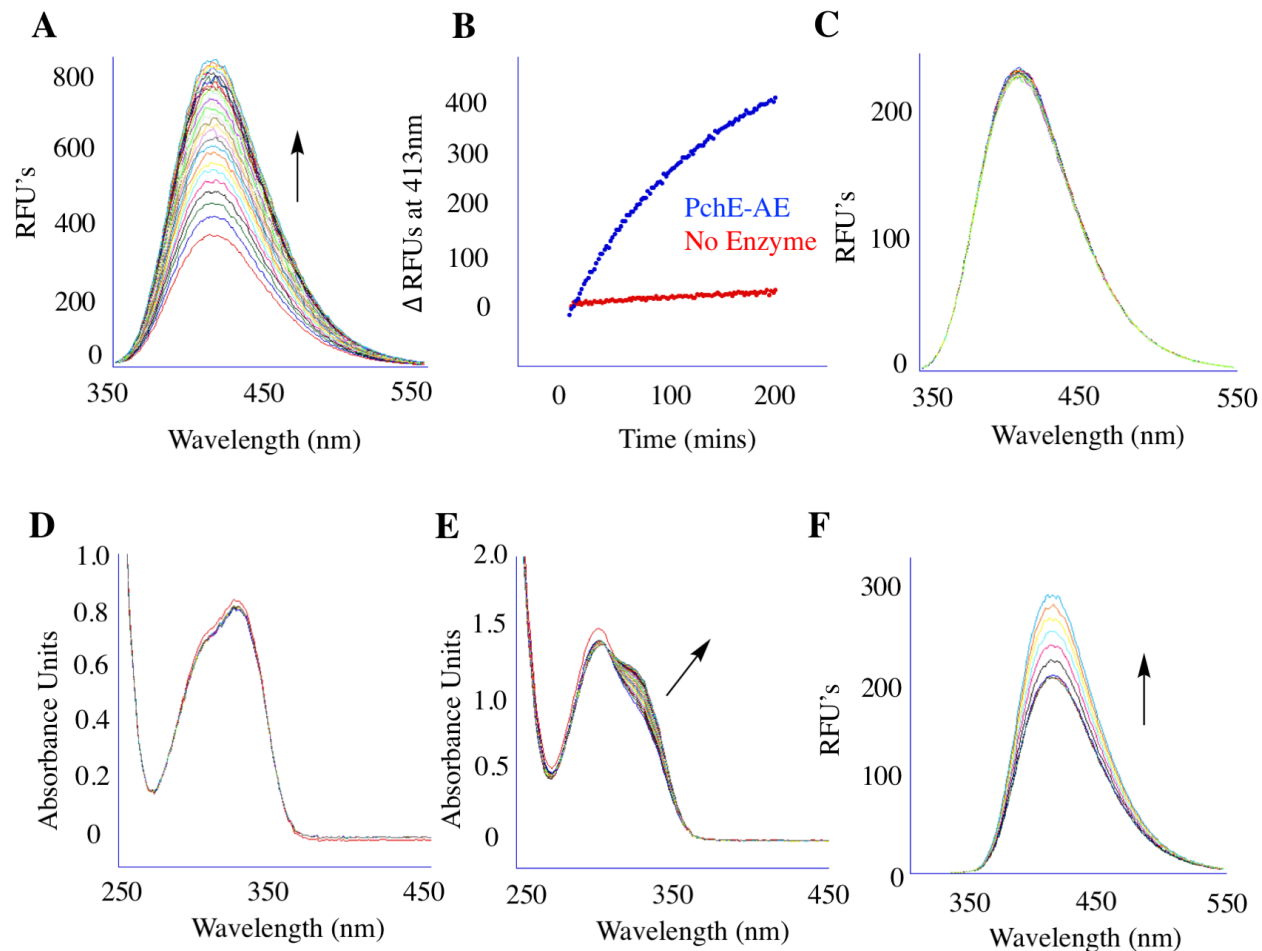 A
RFU's
800
600
400
200
0
350
450
550
Wavelength (nm)
B
Δ RFUs at 413nm
400
300
200
100
0
PchE-AE
No Enzyme
0
100
200
Time (mins)
C
RFU's
200
100
0
350
450
550
Wavelength (nm)
D
Absorbance Units
1.0
0.8
0.6
0.4
0.2
0
250
350
450
Wavelength (nm)
E
Absorbance Units
2.0
1.5
1.0
0.5
0
250
350
450
Wavelength (nm)
F
RFU's
300
200
100
0
350
450
550
Wavelength (nm)